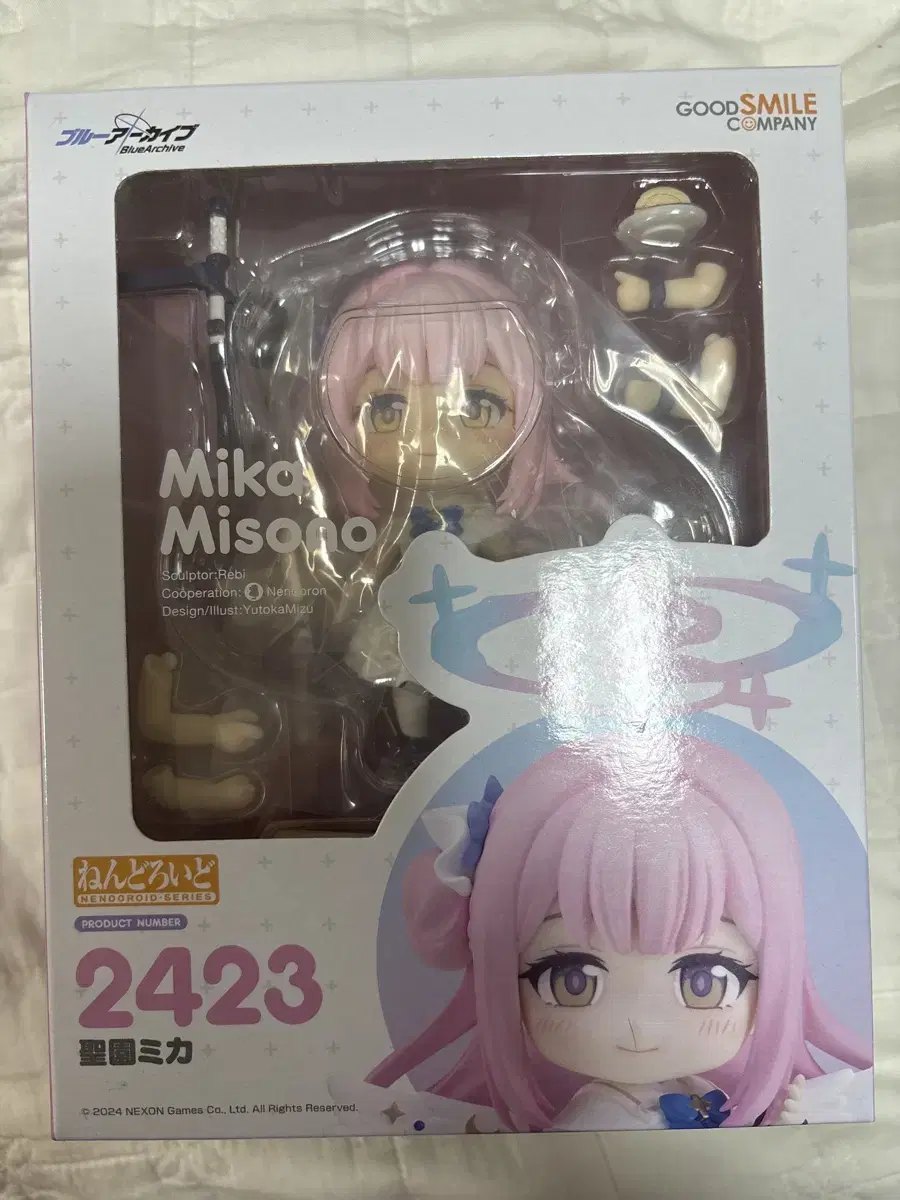 ブルーアーカイブ
BlueArchive
GOOD SMILE
COMPANY
Mika
Misono
Sculptor:Rebi
Cooperation: Nendoron
Design/Illust:YutokaMizu
ねんどろいど
NENDOROID・SERIES
PRODUCT NUMBER
2423
聖園ミカ
© 2024 NEXON Games Co., Ltd. All Rights Reserved.